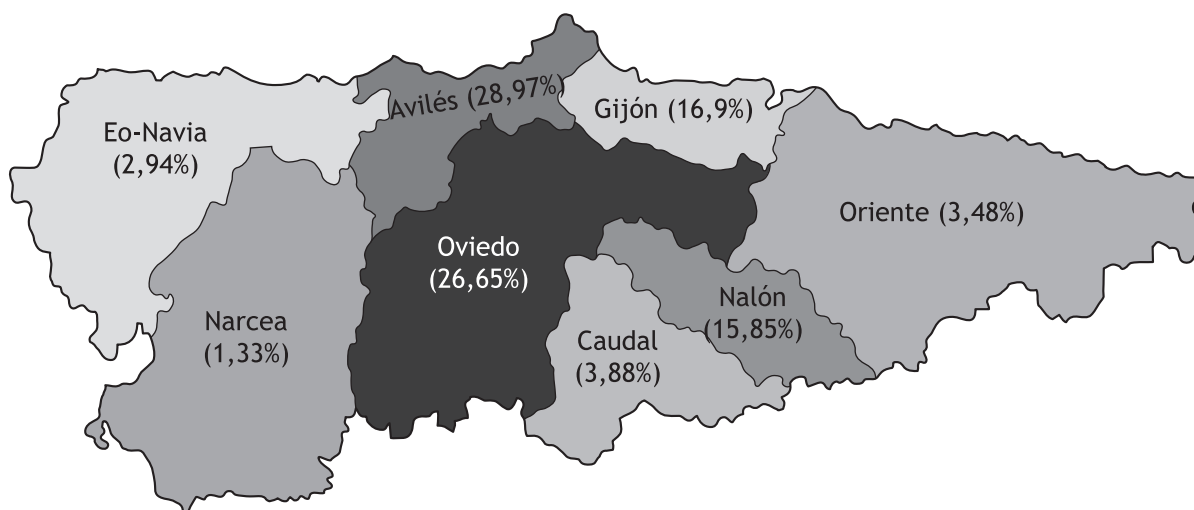 Avilés (28,97%)
Gijón (16,9%)
Eo-Navia
(2,94%)
Oriente (3,48%)
Oviedo
(26,65%)
Nalón
(15,85%)
Narcea
(1,33%)
Caudal
(3,88%)